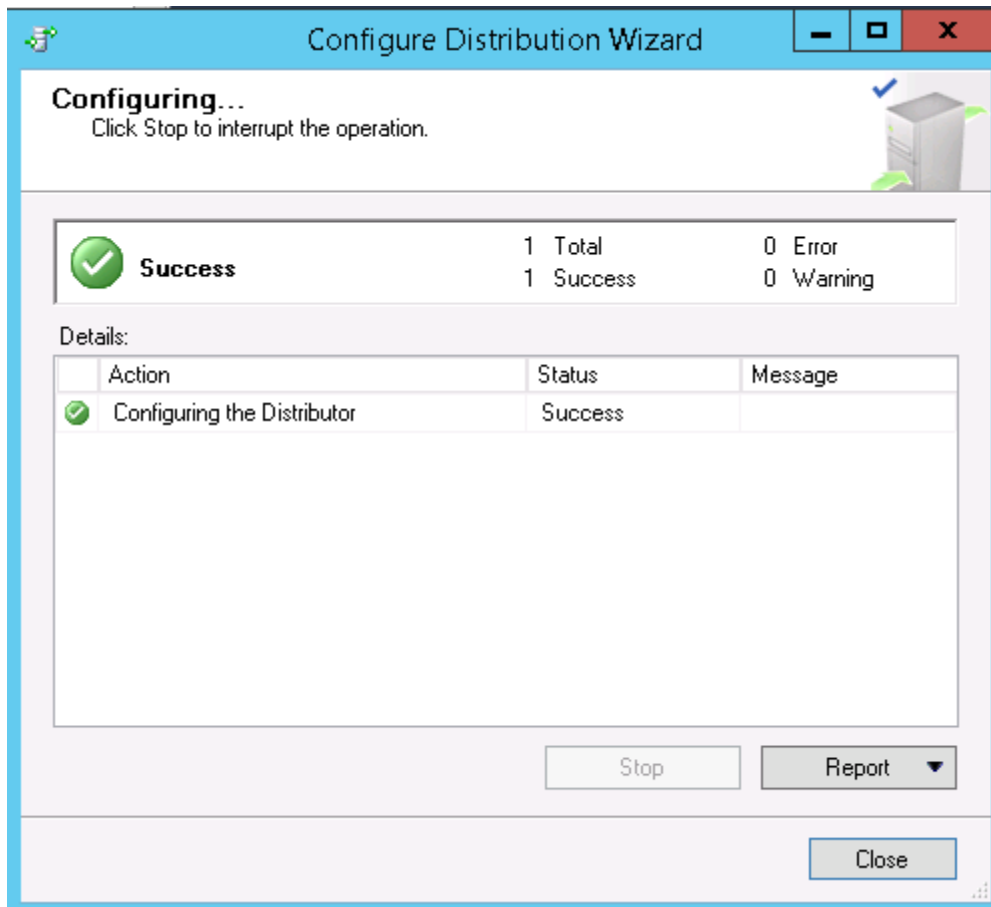 Configure Distribution Wizard
Configuring...
Click Stop to interrupt the operation.
Success
1 Total
0 Error
1 Success
0 Warning
Details:
Action Status Message
Configuring the Distributor Success
Stop Report
Close